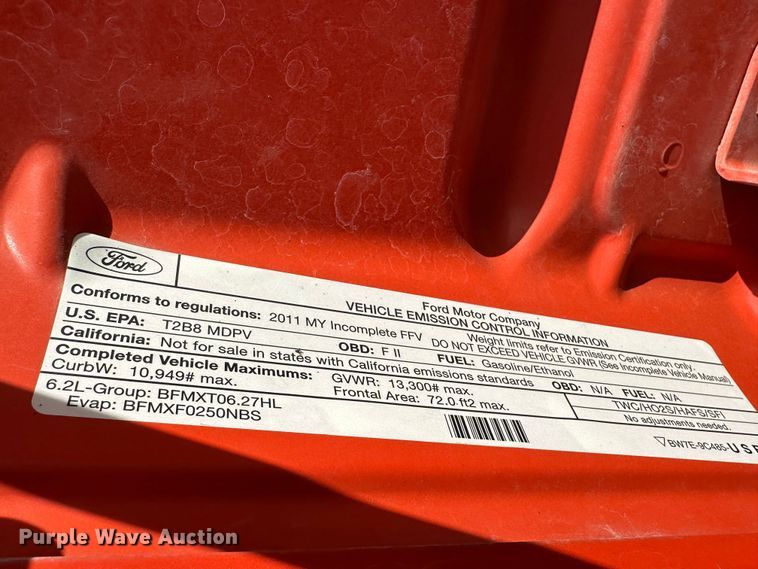 Ford
Ford Motor Company
VEHICLE EMISSION CONTROL INFORMATION
Conforms to regulations: 2011 MY Incomplete FFV
Weight limits refer to Emission Certification only.
U.S. EPA: T2B8 MDPV OBD: F II FUEL: Gasoline/Ethanol
DO NOT EXCEED VEHICLE GVWR (See Incomplete Vehicle Manual)
California: Not for sale in states with California emissions standards OBD: N/A FUEL: N/A
Completed Vehicle Maximums:
CurbW: 10,949# max. GVWR: 13,300# max.
Frontal Area: 72.0 ft2 max.
6.2L-Group: BFMXT06.27HL
Evap: BFMXF0250NBS
TWC/HO2S/HAFS/SFI
No adjustments needed.
BW7E-9C485-USF
Purple Wave Auction